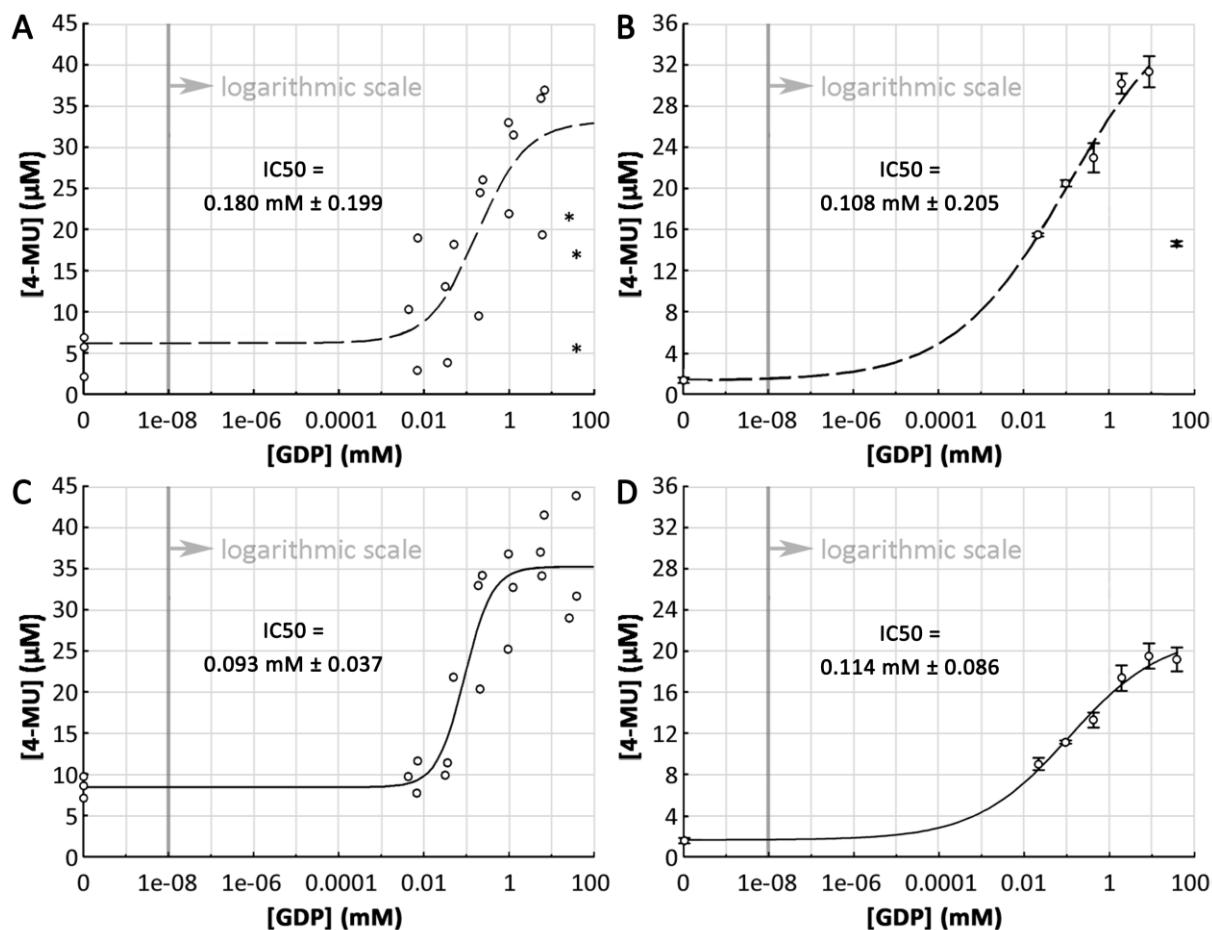 A
45
40
35
30
25
20
15
10
5
0
[4-MU] (µM)
logarithmic scale
IC50 =
0.180 mM ± 0.199
*
*
*
0 1e-08 1e-06 0.0001 0.01 1 100
[GDP] (mM)
B
36
32
28
24
20
16
12
8
4
0
[4-MU] (µM)
logarithmic scale
IC50 =
0.108 mM ± 0.205
*
0 1e-08 1e-06 0.0001 0.01 1 100
[GDP] (mM)
C
45
40
35
30
25
20
15
10
5
0
[4-MU] (µM)
logarithmic scale
IC50 =
0.093 mM ± 0.037
0 1e-08 1e-06 0.0001 0.01 1 100
[GDP] (mM)
D
36
32
28
24
20
16
12
8
4
0
[4-MU] (µM)
logarithmic scale
IC50 =
0.114 mM ± 0.086
0 1e-08 1e-06 0.0001 0.01 1 100
[GDP] (mM)